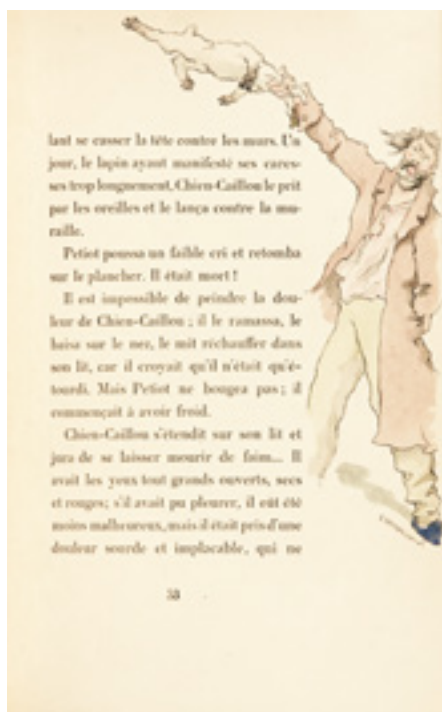 lant se casser la tête contre les murs. Un
jour, le lapin ayant manifesté ses cares-
ses trop longuement, Chien-Caillou le prit
par les oreilles et le lança contre la mu-
raille.
Petiot poussa un faible cri et retomba
sur le plancher. Il était mort !
Il est impossible de peindre la dou-
leur de Chien-Caillou ; il le ramassa, le
baisa sur le nez, le mit réchauffer dans
son lit, car il croyait qu'il n'était qu'é-
tourdi. Mais Petiot ne bougea pas ; il
commençait à avoir froid.
Chien-Caillou s'étendit sur son lit et
jura de se laisser mourir de faim... Il
avait les yeux tout grands ouverts, secs
et rouges; s'il avait pu pleurer, il eût été
moins malheureux, mais il était pris d'une
douleur sourde et implacable, qui ne